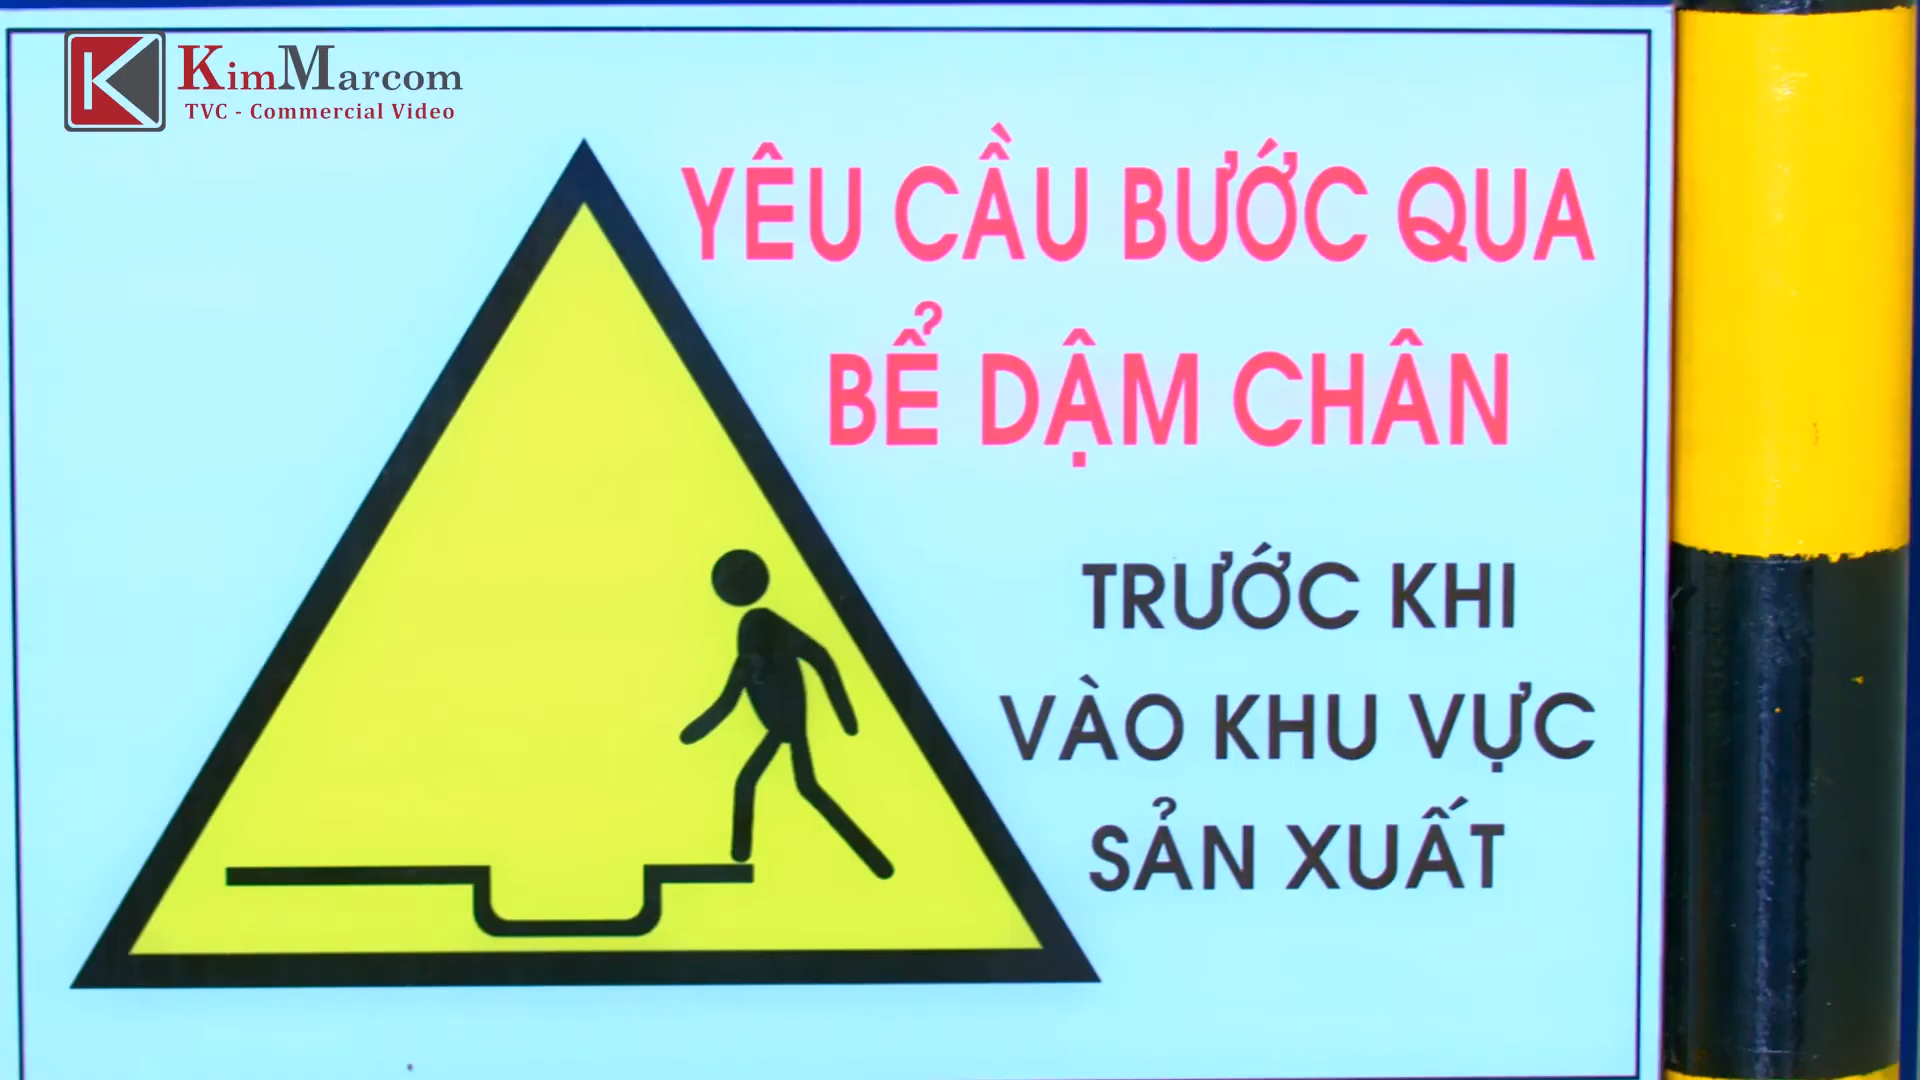 KimMarcom
TVC - Commercial Video
YÊU CẦU BƯỚC QUA
BỂ DẬM CHÂN
TRƯỚC KHI
VÀO KHU VỰC
SẢN XUẤT